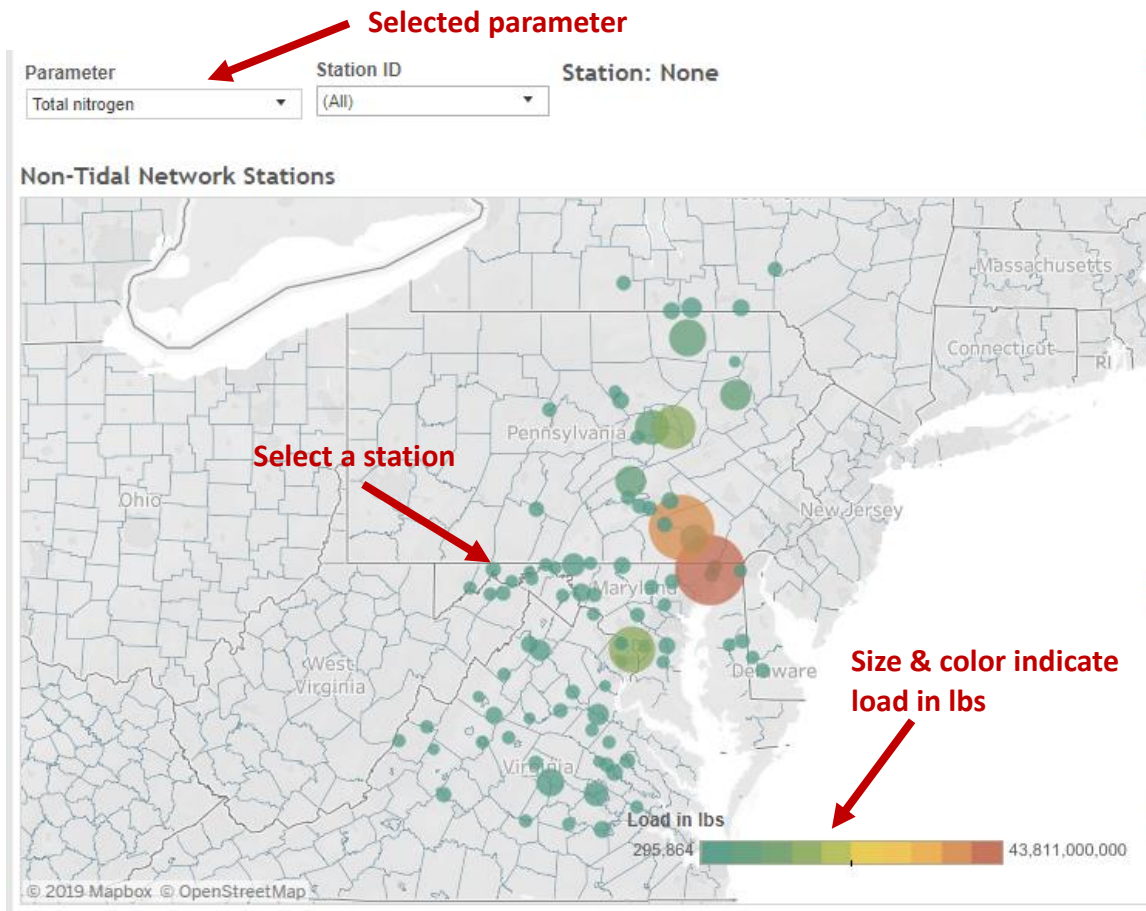 Selected parameter
Parameter
Station ID
Station: None
Total nitrogen
(All)
Non-Tidal Network Stations
Massachusetts
Connecticut
RI
Pennsylvania
Select a station
Ohio
New Jersey
Maryland
West
Virginia
Delaware
Size & color indicate
load in lbs
Virginia
Load in lbs
295,864
43,811,000,000
© 2019 Mapbox © OpenStreetMap